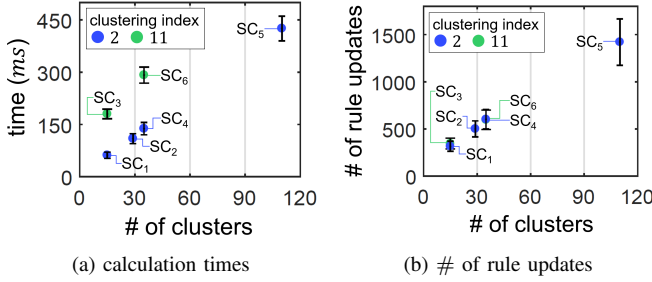 clustering index
2 11
450
300
150
0
time (ms)
SC5
SC6
SC3
SC4
SC2
SC1
0 30 60 90 120
# of clusters
(a) calculation times
clustering index
2 11
1500
1000
500
0
# of rule updates
SC5
SC3
SC6
SC2
SC4
SC1
0 30 60 90 120
# of clusters
(b) # of rule updates